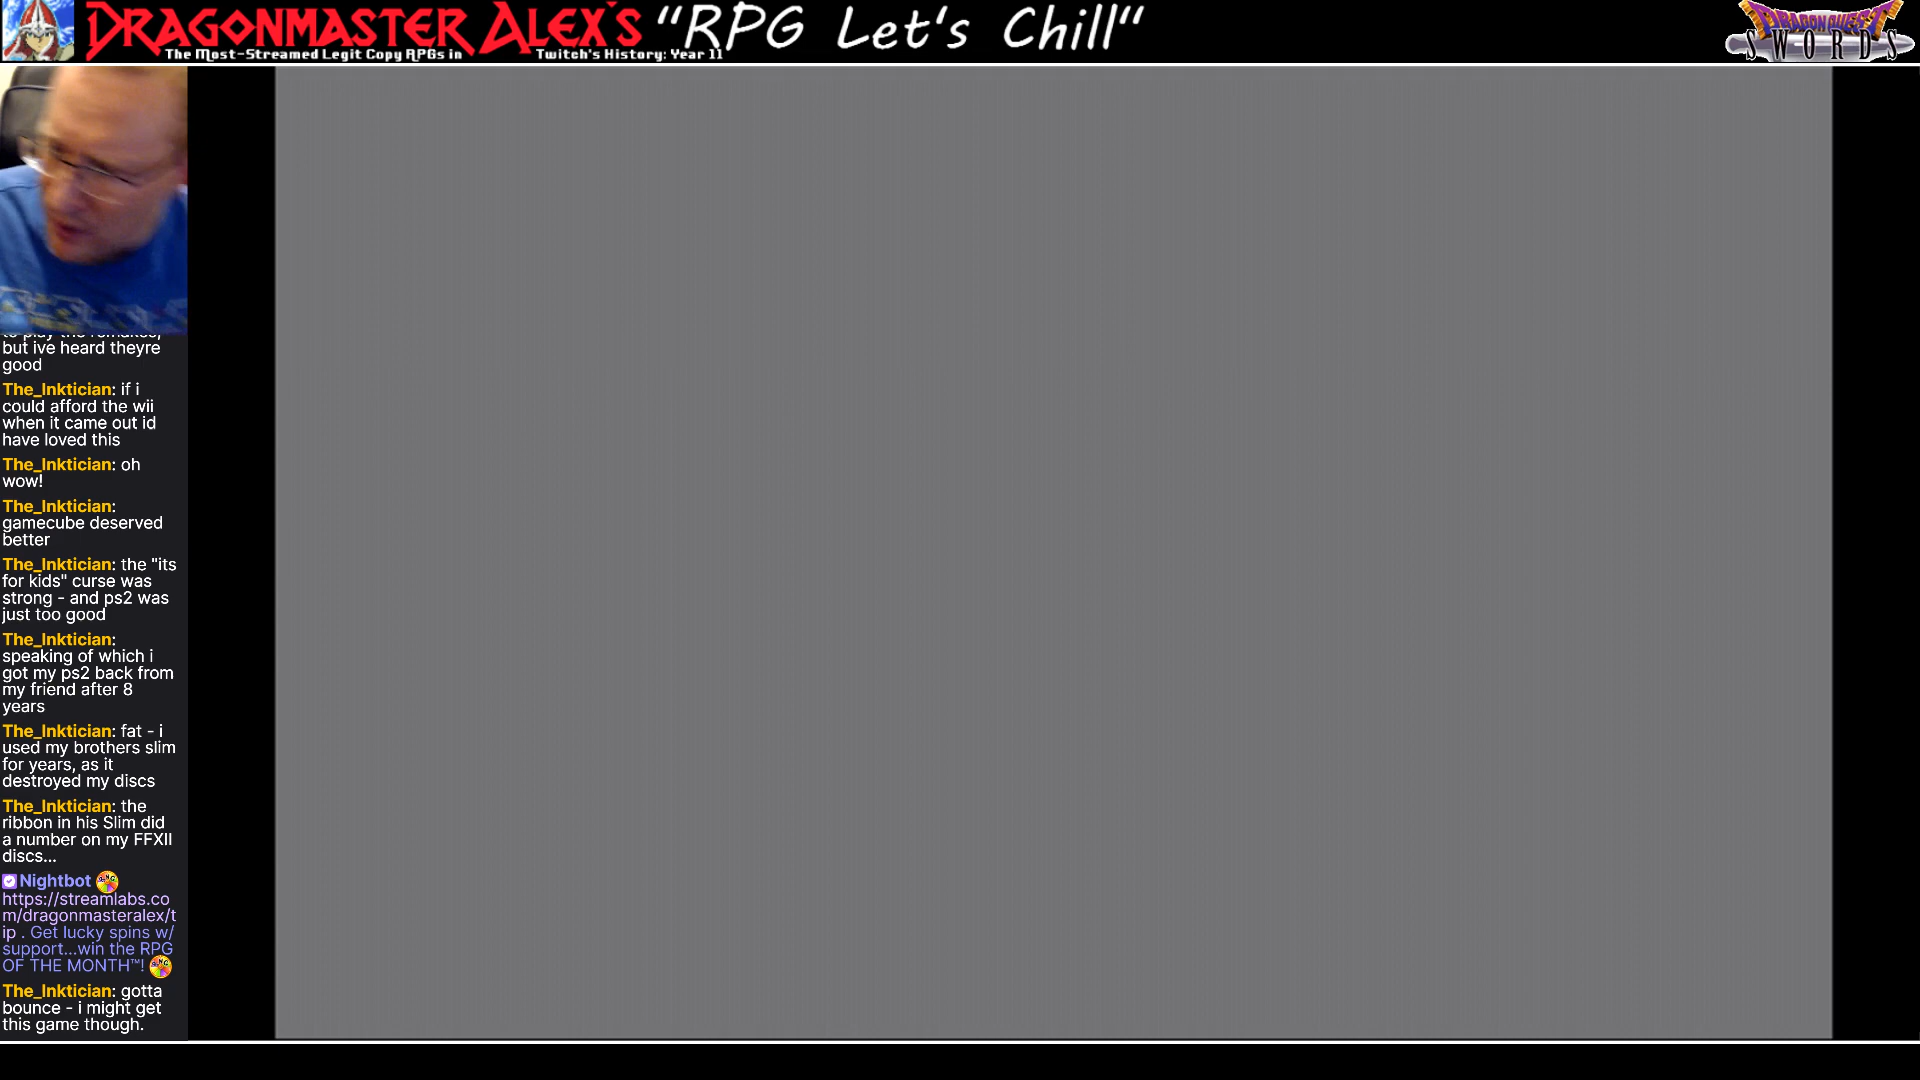 DRAGONMASTER ALEX'S "RPG Let's Chill"
The Most-Streamed Legit Copy RPGs in Twitch's History: Year 11
DRAGON QUEST
SWORDS
to play the remakes,
but ive heard theyre
good
The_Inktician: if i
could afford the wii
when it came out id
have loved this
The_Inktician: oh
wow!
The_Inktician:
gamecube deserved
better
The_Inktician: the "its
for kids" curse was
strong - and ps2 was
just too good
The_Inktician:
speaking of which i
got my ps2 back from
my friend after 8
years
The_Inktician: fat - i
used my brothers slim
for years, as it
destroyed my discs
The_Inktician: the
ribbon in his Slim did
a number on my FFXII
discs...
Nightbot
https://streamlabs.co
m/dragonmasteralex/t
ip . Get lucky spins w/
support...win the RPG
OF THE MONTH™!
The_Inktician: gotta
bounce - i might get
this game though.